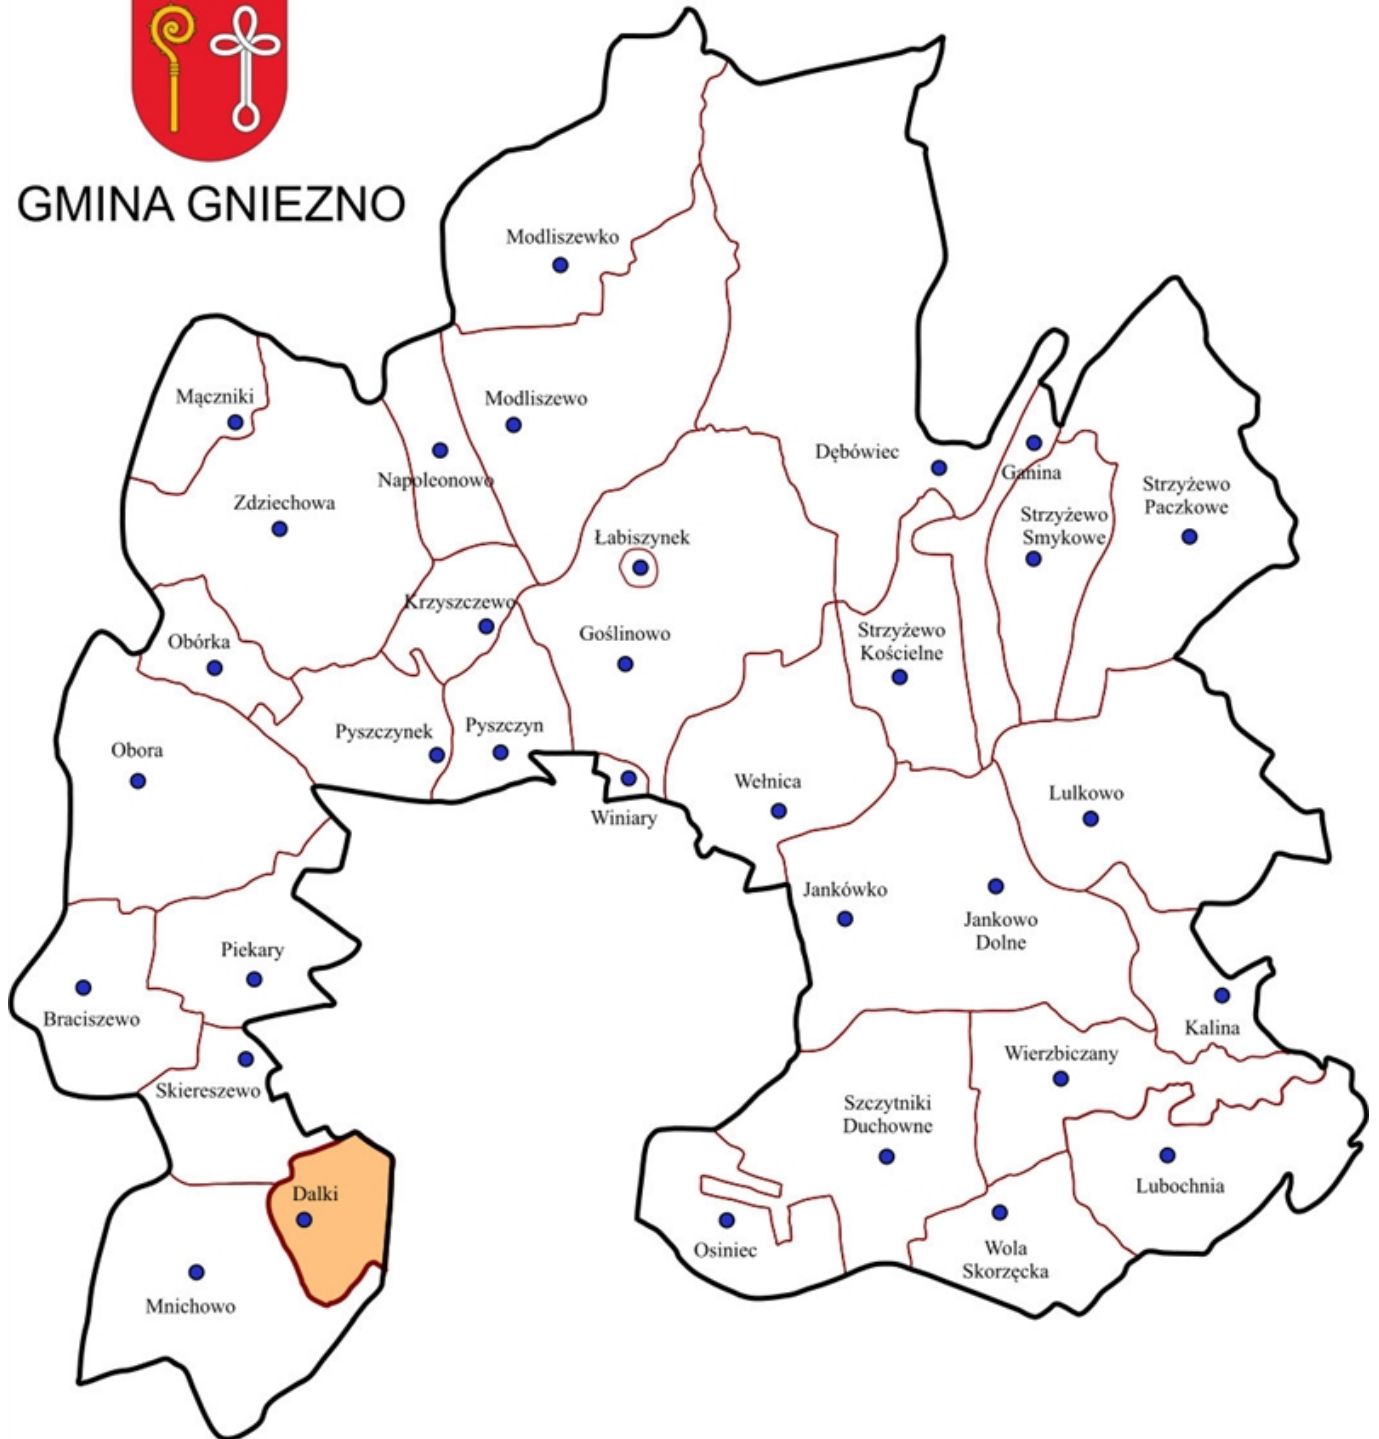 GMINA GNIEZNO
Modliszewko
Mączniki
Modliszewo
Napoleonowo
Zdziechowa
Dębówiec
Ganina
Strzyżewo
Paczkowe
Strzyżewo
Smykowe
Łabiszynek
Krzyszczewo
Goślinowo
Obórka
Strzyżewo
Kościelne
Pyszczynek
Pyszczyn
Obora
Wełnica
Winiary
Lulkowo
Jankówko
Jankowo
Dolne
Piekary
Braciszewo
Kalina
Skiereszewo
Wierzbiczany
Szczytniki
Duchowne
Lubochnia
Dalki
Osiniec
Wola
Skorzęcka
Mnichowo